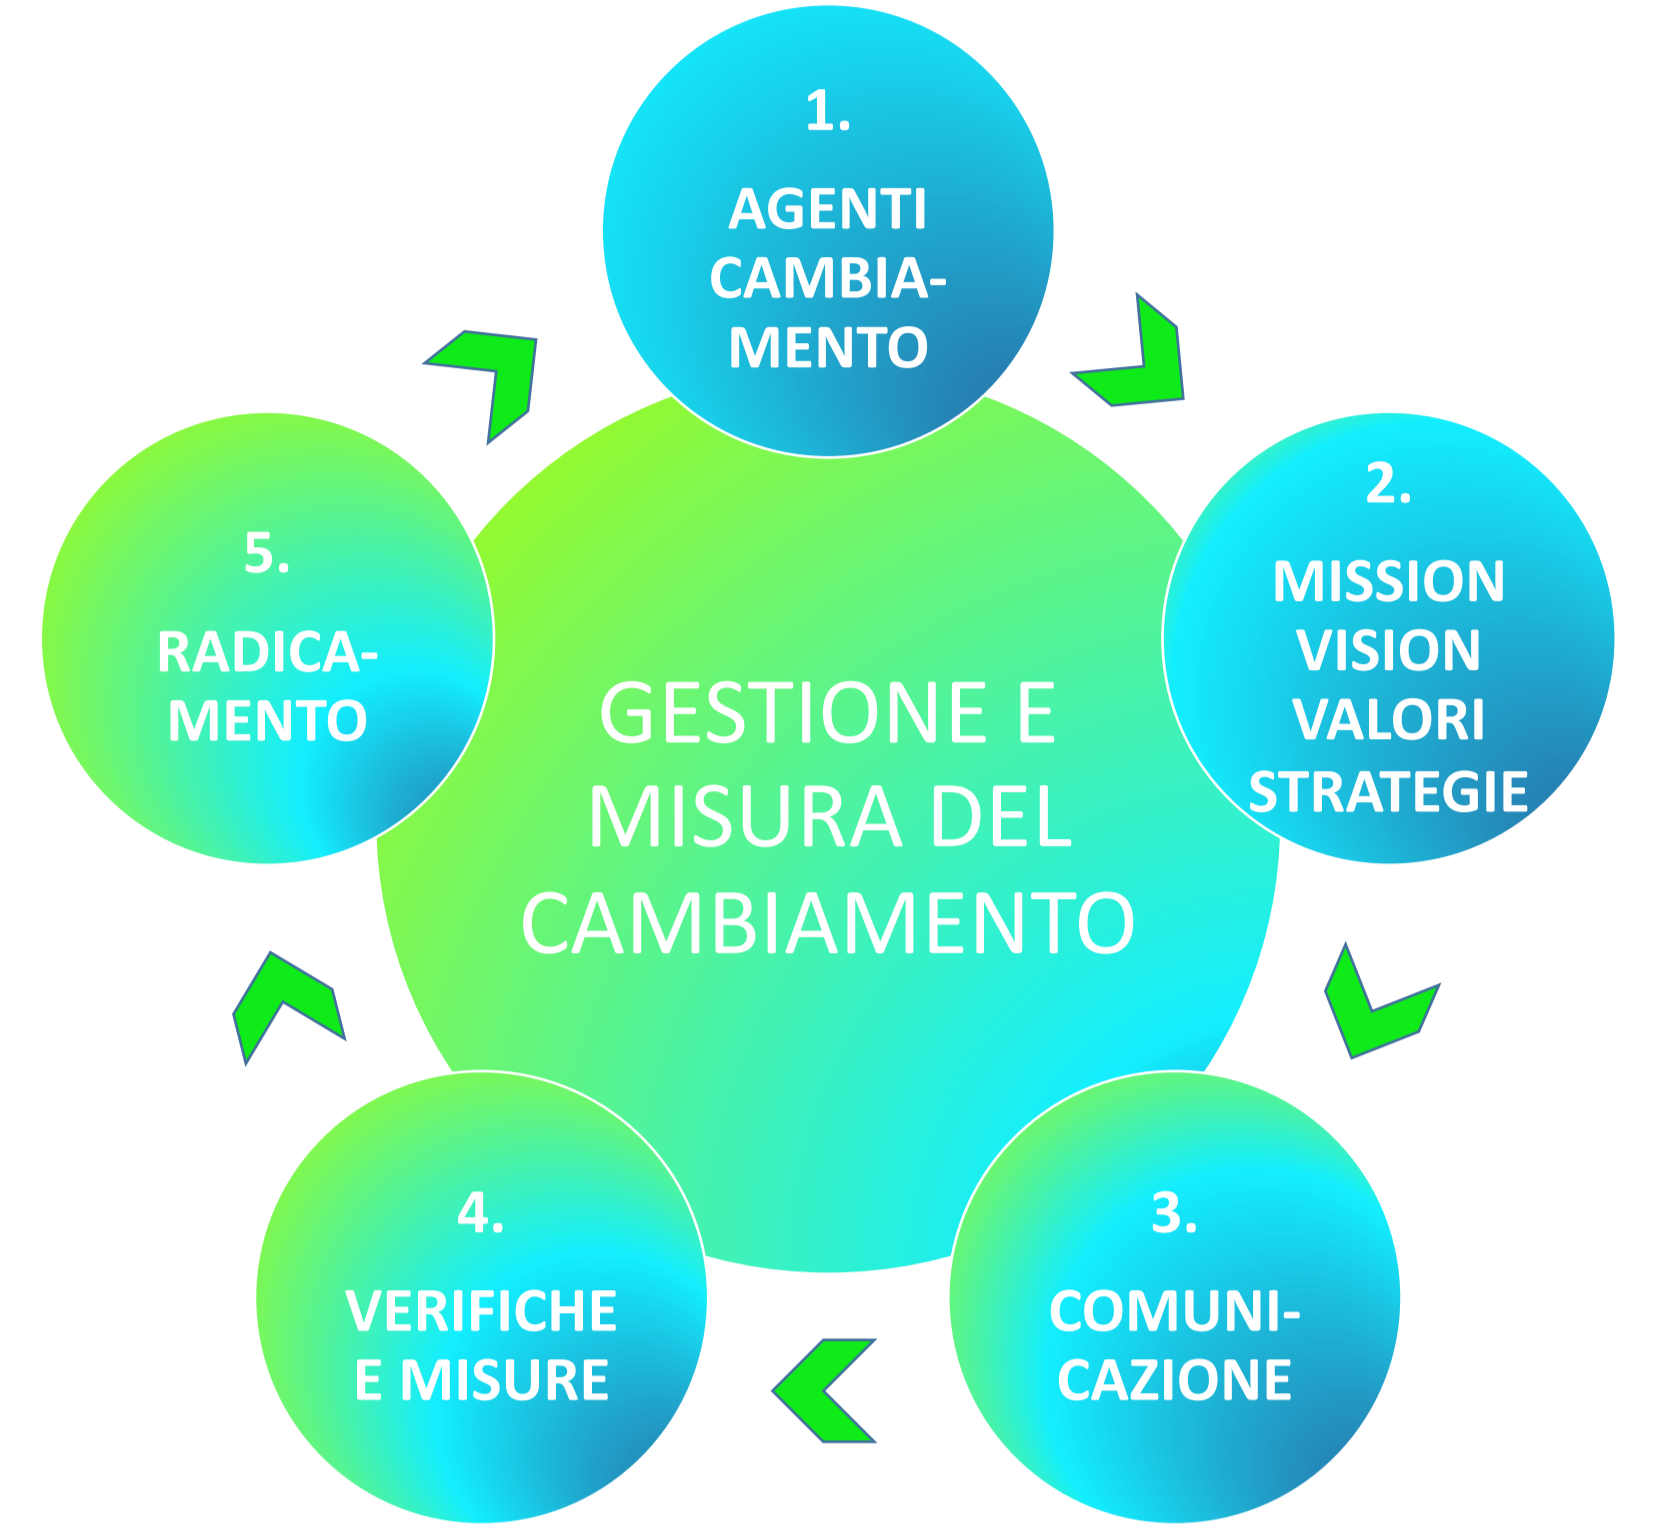 1.
AGENTI
CAMBIA-
MENTO
2.
MISSION
VISION
VALORI
STRATEGIE
3.
COMUNI-
CAZIONE
4.
VERIFICHE
E MISURE
5.
RADICA-
MENTO
GESTIONE E
MISURA DEL
CAMBIAMENTO